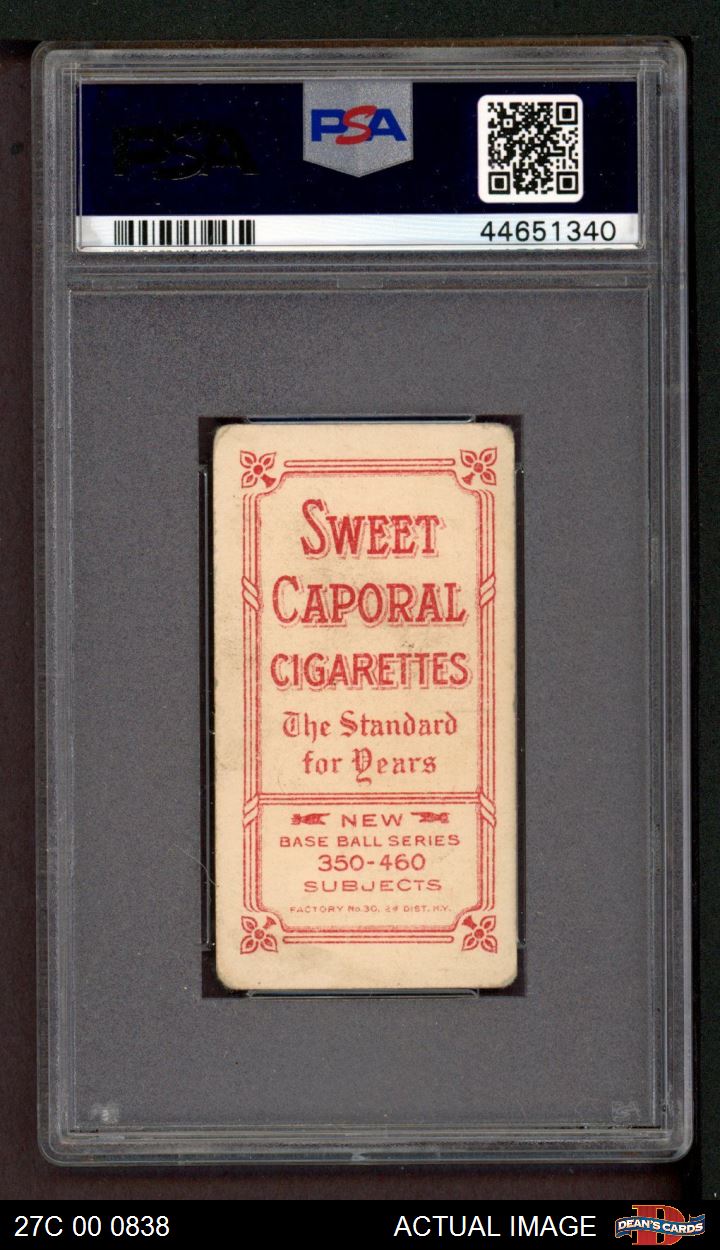 PSA
PSA
44651340
SWEET
CAPORAL
CIGARETTES
The Standard
for Years
NEW
BASE BALL SERIES
350-460
SUBJECTS
FACTORY No. 30, 2d DIST. N.Y.
27C 00 0838
ACTUAL IMAGE
DEAN'S CARDS